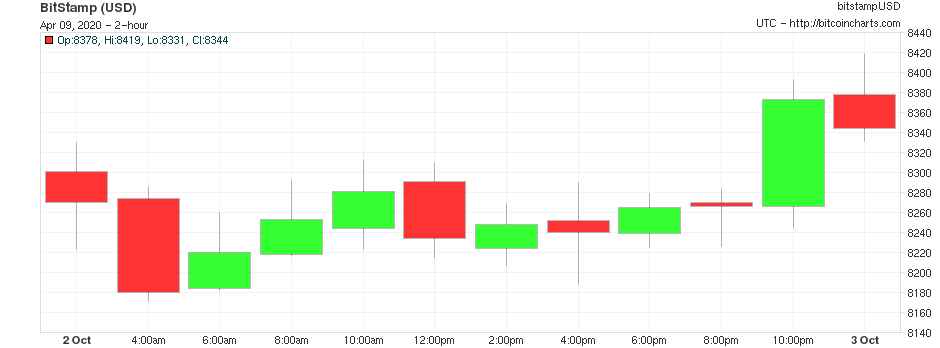 BitStamp (USD)
bitstampUSD
Apr 09, 2020 - 2-hour
UTC - http://bitcoincharts.com
Op:8378, Hi:8419, Lo:8331, Cl:8344
8440
8420
8400
8380
8360
8340
8320
8300
8280
8260
8240
8220
8200
8180
8160
8140
2 Oct 4:00am 6:00am 8:00am 10:00am 12:00pm 2:00pm 4:00pm 6:00pm 8:00pm 10:00pm 3 Oct